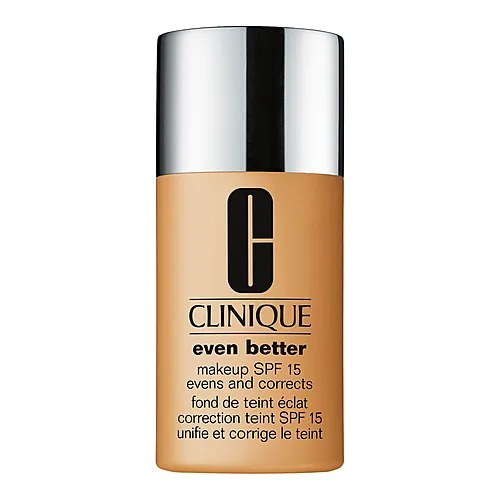 C
CLINIQUE
even better
makeup SPF 15
evens and corrects
fond de teint éclat
correction teint SPF 15
unifie et corrige le teint